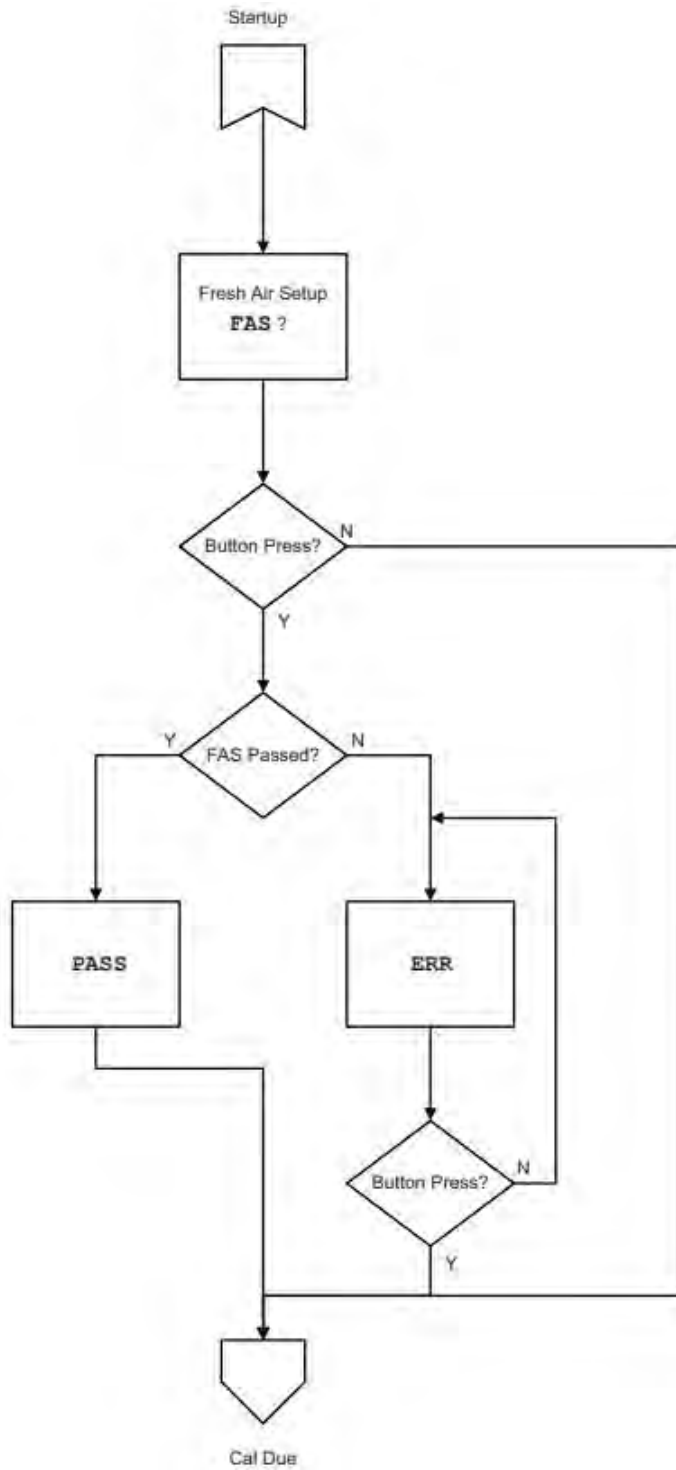 Startup
Fresh Air Setup
FAS ?
Button Press?
N
Y
FAS Passed?
Y
N
PASS
ERR
Button Press?
N
Y
Cal Due